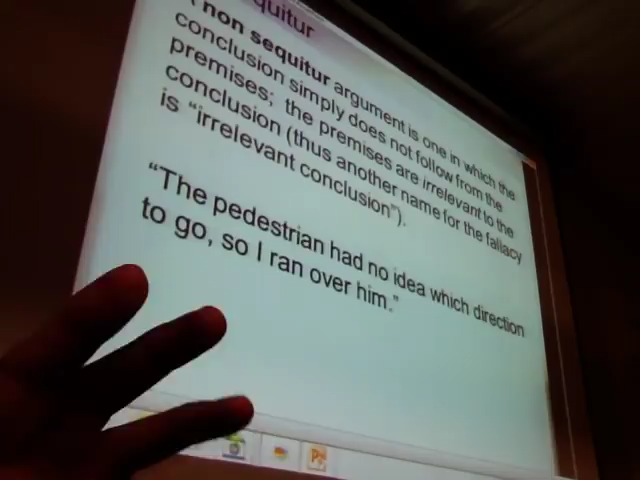 quitur
non sequitur argument is one in which the
conclusion simply does not follow from the
premises; the premises are irrelevant to the
conclusion (thus another name for the fallacy
is “irrelevant conclusion”).
“The pedestrian had no idea which direction
to go, so I ran over him.”